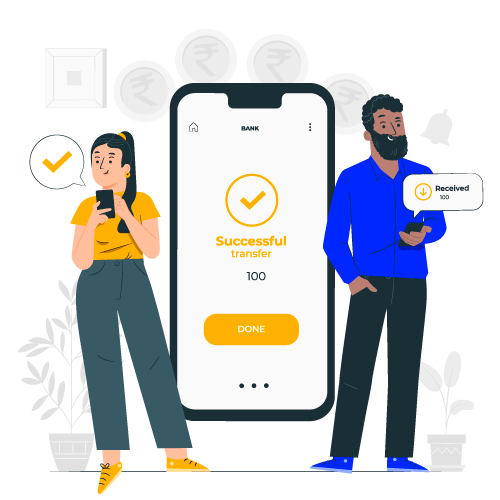 BANK
Successful
transfer
100
DONE
Received
100
₹
₹
₹
₹